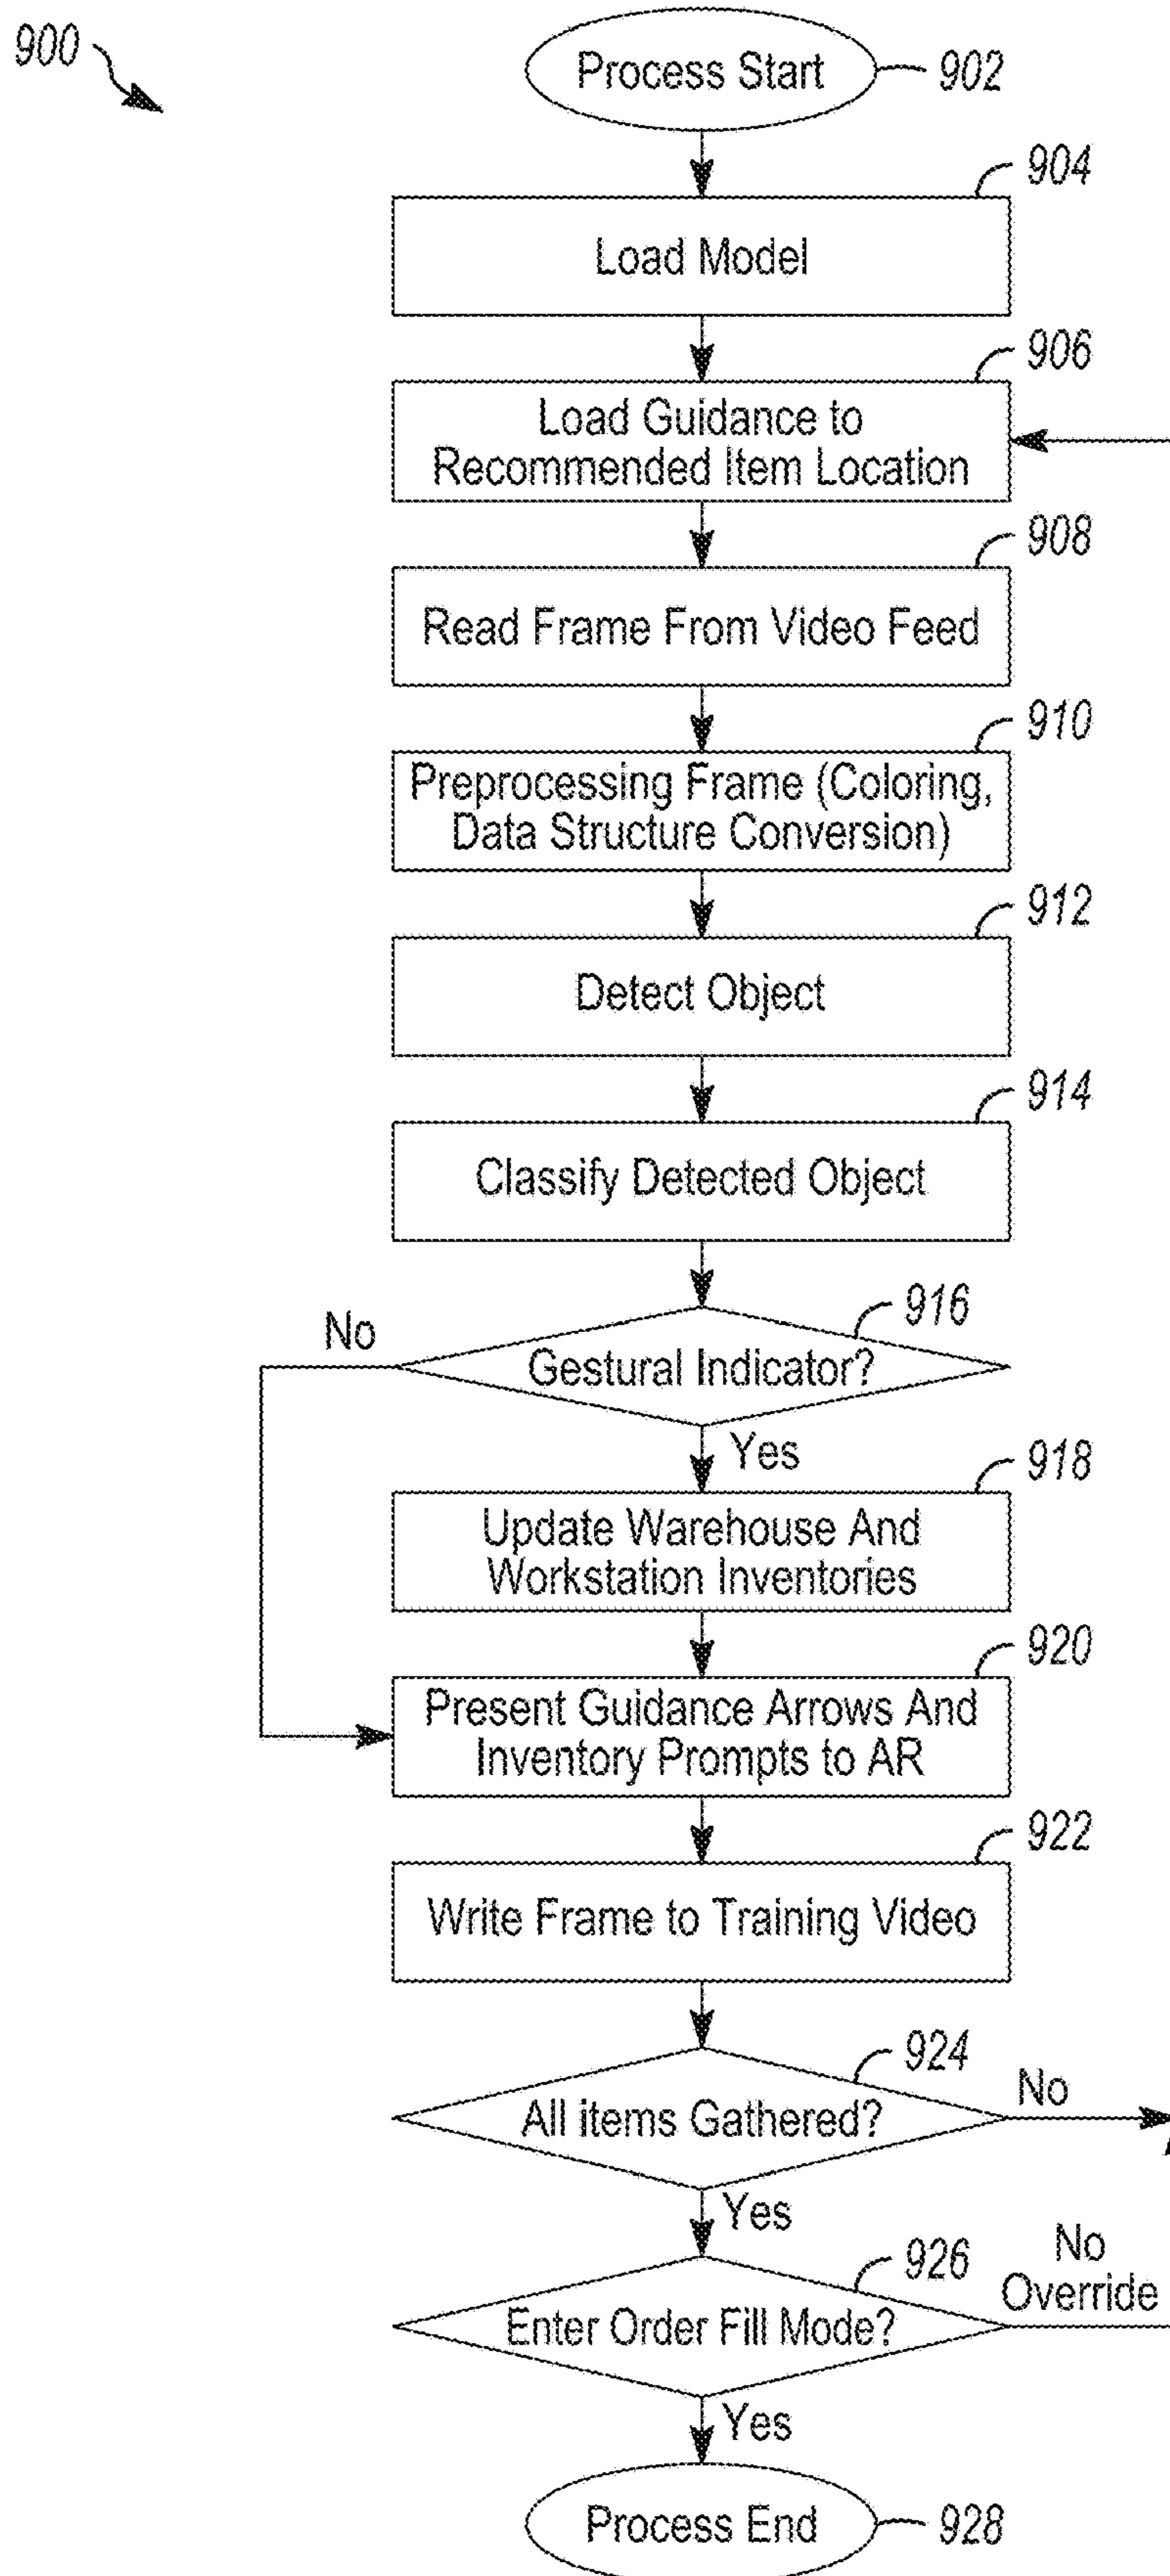 900
Process Start
902
904
Load Model
906
Load Guidance to
Recommended Item Location
908
Read Frame From Video Feed
910
Preprocessing Frame (Coloring,
Data Structure Conversion)
912
Detect Object
914
Classify Detected Object
916
No
Gestural Indicator?
Yes
918
Update Warehouse And
Workstation Inventories
920
Present Guidance Arrows And
Inventory Prompts to AR
922
Write Frame to Training Video
924
No
All items Gathered?
Yes
926
No
Override
Enter Order Fill Mode?
Yes
Process End
928